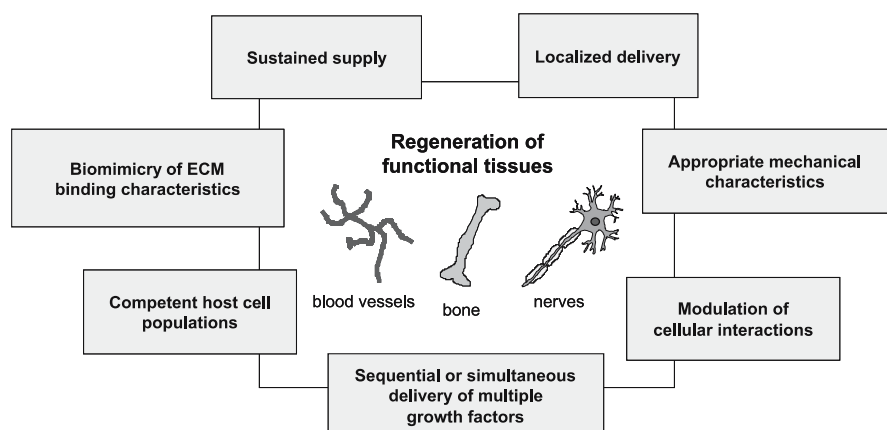 Sustained supply
Localized delivery
Biomimicry of ECM
binding characteristics
Regeneration of
functional tissues
Appropriate mechanical
characteristics
blood vessels
bone
nerves
Competent host cell
populations
Modulation of
cellular interactions
Sequential or simultaneous
delivery of multiple
growth factors